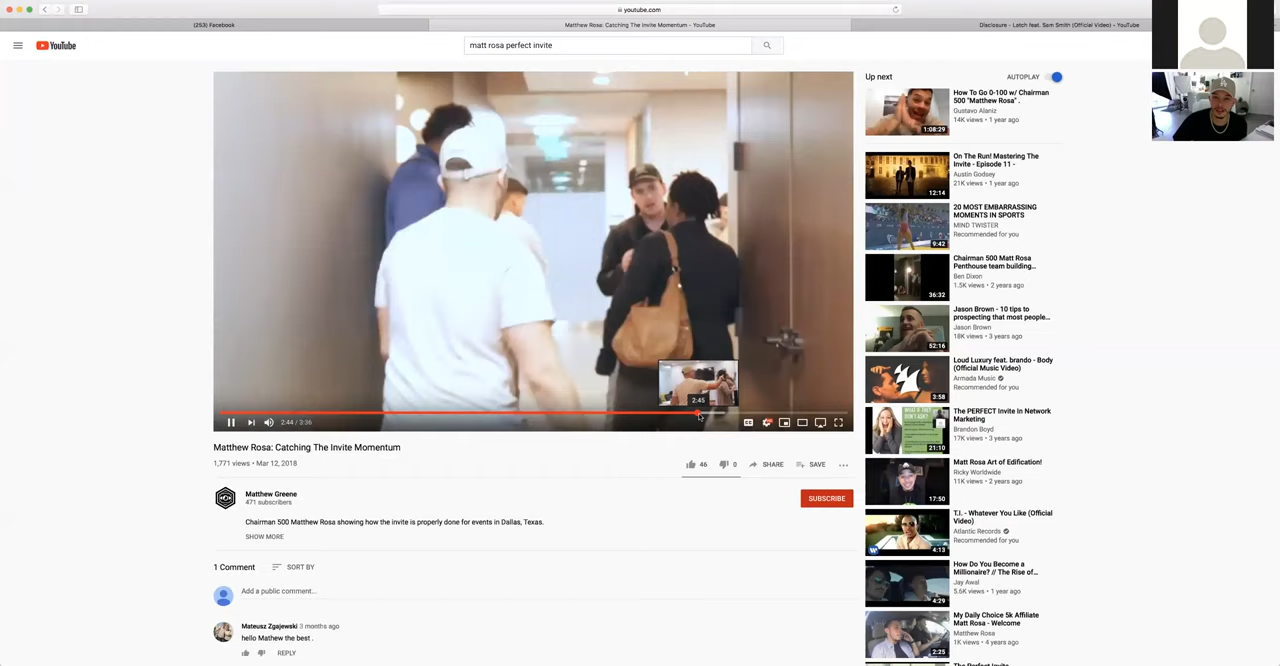 youtube.com
(253) Facebook
Matthew Rosa: Catching The Invite Momentum - YouTube
Disclosure - Latch feat. Sam Smith (Official Video) - YouTube
YouTube
matt rosa perfect invite
2:45
2:44 / 3:36
Matthew Rosa: Catching The Invite Momentum
1,771 views • Mar 12, 2018
46
0
SHARE
SAVE
Matthew Greene
471 subscribers
SUBSCRIBE
Chairman 500 Matthew Rosa showing how the invite is properly done for events in Dallas, Texas.
SHOW MORE
1 Comment
SORT BY
Add a public comment...
Mateusz Zgajewski 3 months ago
hello Mathew the best .
REPLY
Up next
AUTOPLAY
How To Go 0-100 w/ Chairman
500 "Matthew Rosa" .
Gustavo Alaniz
14K views • 1 year ago
1:08:29
On The Run! Mastering The
Invite - Episode 11 -
Austin Godsey
21K views • 1 year ago
12:14
20 MOST EMBARRASSING
MOMENTS IN SPORTS
MIND TWISTER
Recommended for you
9:42
Chairman 500 Matt Rosa
Penthouse team building...
Ben Dixon
1.5K views • 2 years ago
36:32
Jason Brown - 10 tips to
prospecting that most people...
Jason Brown
18K views • 3 years ago
52:16
Loud Luxury feat. brando - Body
(Official Music Video)
Armada Music
Recommended for you
3:58
The PERFECT Invite In Network
Marketing
Brandon Boyd
17K views • 3 years ago
21:10
Matt Rosa Art of Edification!
Ricky Worldwide
11K views • 2 years ago
17:50
T.I. - Whatever You Like (Official
Video)
Atlantic Records
Recommended for you
4:13
How Do You Become a
Millionaire? // The Rise of...
Jay Awal
5.6K views • 1 year ago
4:29
My Daily Choice 5k Affiliate
Matt Rosa - Welcome
Matthew Rosa
1K views • 4 years ago
2:25
The Perfect Invite